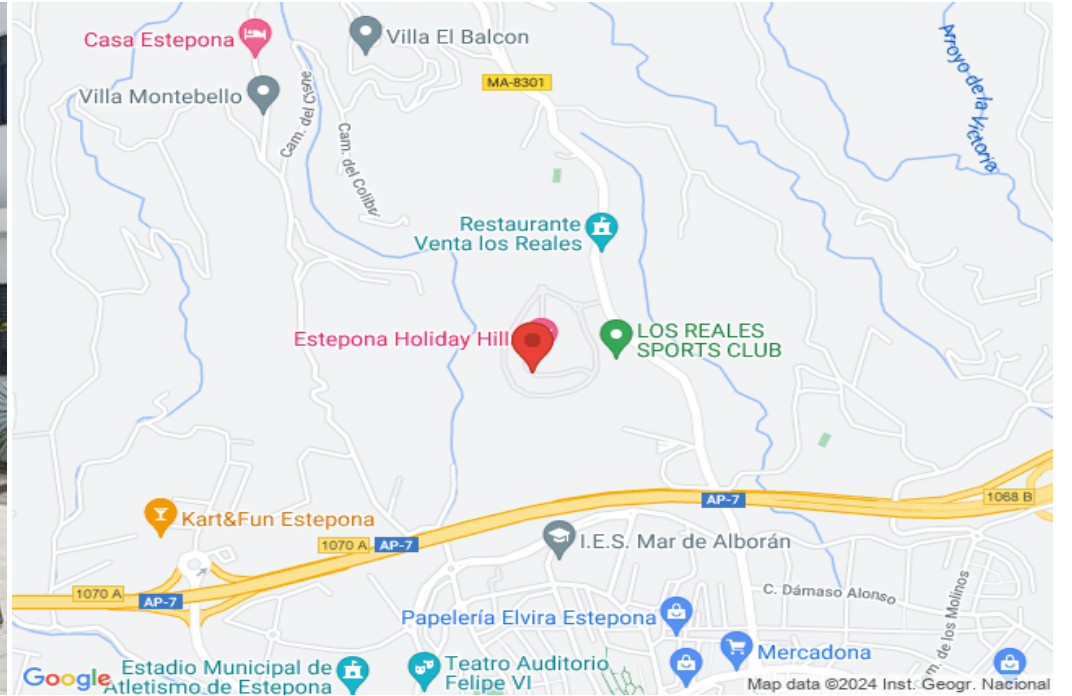 Casa Estepona
Villa El Balcon
Villa Montebello
MA-8301
Arroyo de la Victoria
Cam. del Cisne
Cam. del Colibrí
Restaurante
Venta los Reales
Estepona Holiday Hill
LOS REALES
SPORTS CLUB
1068 B
AP-7
Kart&Fun Estepona
1070 A
AP-7
I.E.S. Mar de Alborán
1070 A
AP-7
C. Dámaso Alonso
Papelería Elvira Estepona
Mercadona
m. de los Molinos
Estadio Municipal de
Atletismo de Estepona
Teatro Auditorio
Felipe VI
Google
Map data ©2024 Inst. Geogr. Nacional